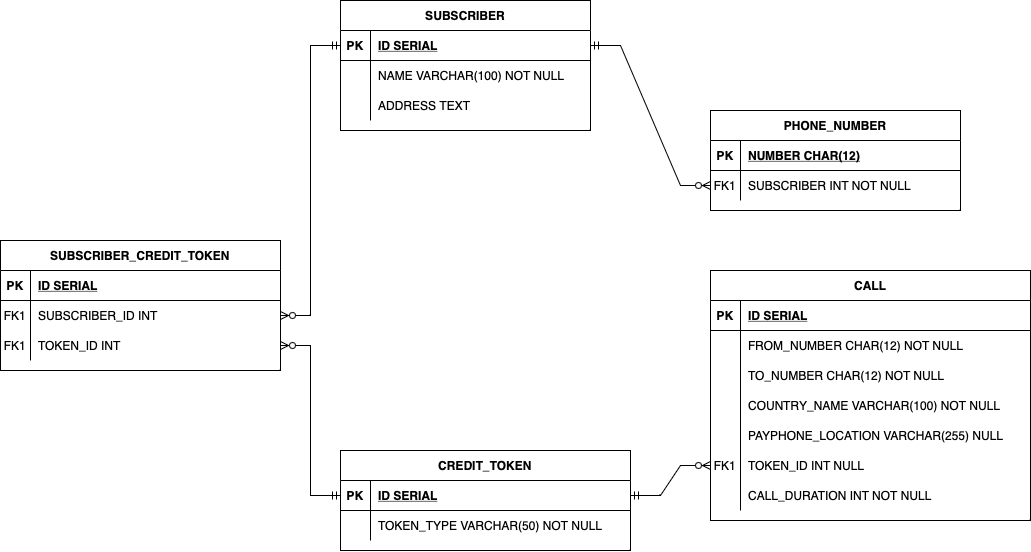 SUBSCRIBER
PK ID SERIAL
NAME VARCHAR(100) NOT NULL
ADDRESS TEXT
PHONE_NUMBER
PK NUMBER CHAR(12)
FK1 SUBSCRIBER INT NOT NULL
SUBSCRIBER_CREDIT_TOKEN
PK ID SERIAL
FK1 SUBSCRIBER_ID INT
FK1 TOKEN_ID INT
CALL
PK ID SERIAL
FROM_NUMBER CHAR(12) NOT NULL
TO_NUMBER CHAR(12) NOT NULL
COUNTRY_NAME VARCHAR(100) NOT NULL
PAYPHONE_LOCATION VARCHAR(255) NULL
FK1 TOKEN_ID INT NULL
CALL_DURATION INT NOT NULL
CREDIT_TOKEN
PK ID SERIAL
TOKEN_TYPE VARCHAR(50) NOT NULL